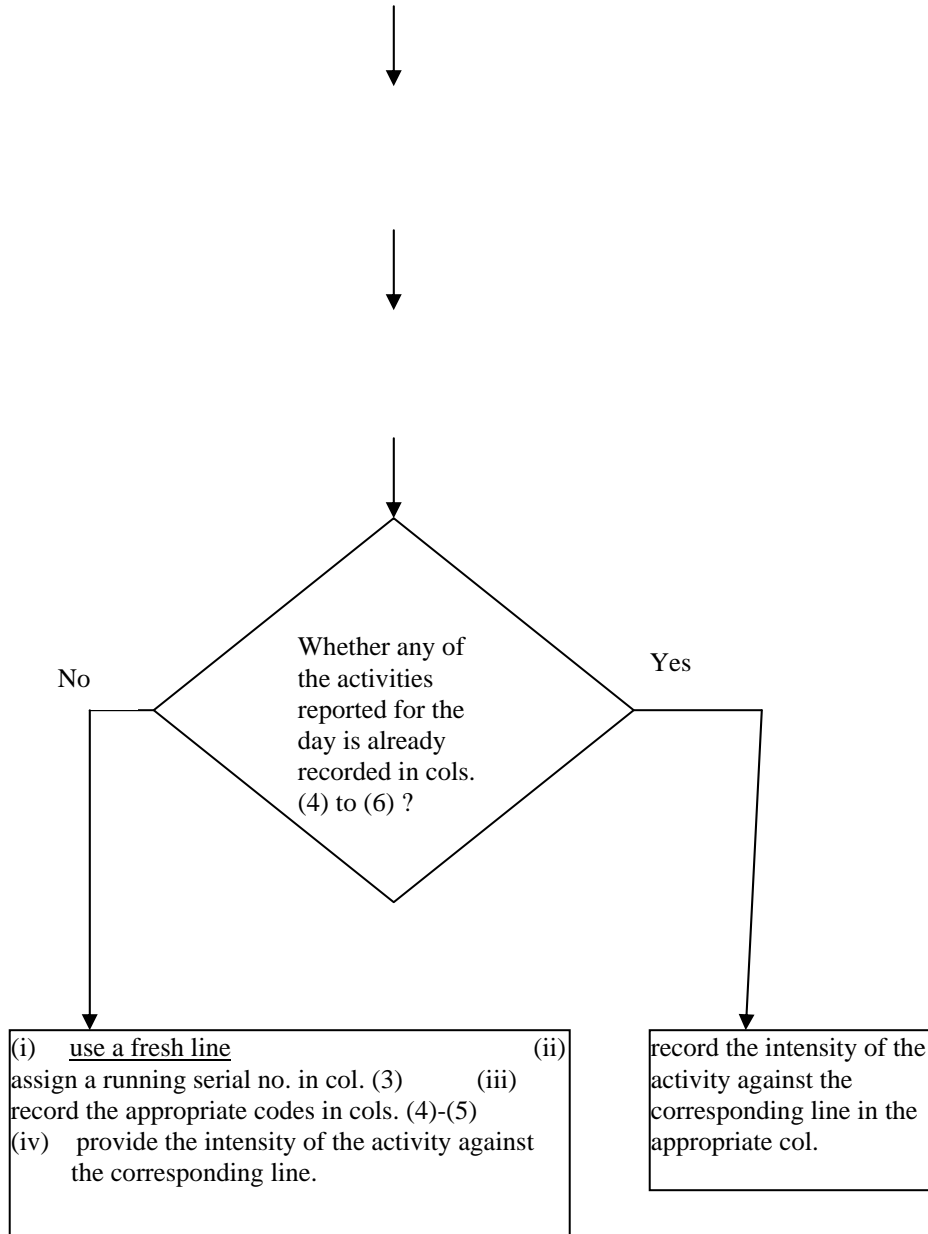 Whether any of
the activities
reported for the
day is already
recorded in cols.
(4) to (6) ?
No
Yes
(i) use a fresh line (ii)
assign a running serial no. in col. (3) (iii)
record the appropriate codes in cols. (4)-(5)
(iv) provide the intensity of the activity against
the corresponding line.
record the intensity of the
activity against the
corresponding line in the
appropriate col.